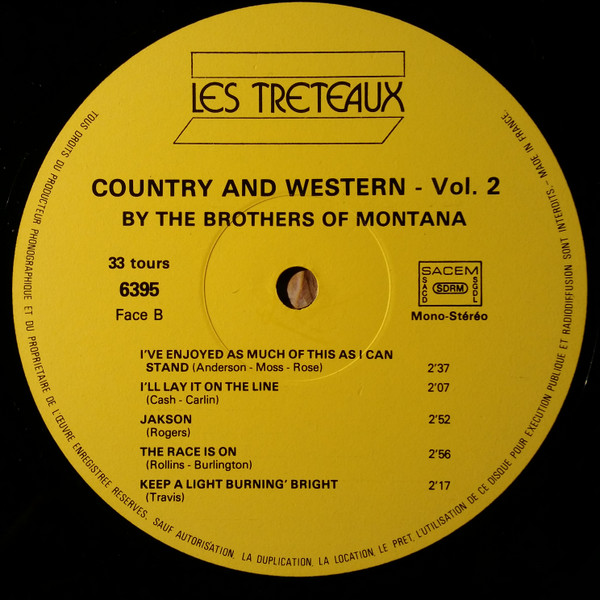 LES TRETEAUX
COUNTRY AND WESTERN - Vol. 2
BY THE BROTHERS OF MONTANA
33 tours
6395
Face B
SACEM
SACD
SDRM
SGDL
Mono-Stéréo
I'VE ENJOYED AS MUCH OF THIS AS I CAN
STAND (Anderson - Moss - Rose) 2'37
I'LL LAY IT ON THE LINE 2'07
(Cash - Carlin)
JAKSON 2'52
(Rogers)
THE RACE IS ON 2'56
(Rollins - Burlington)
KEEP A LIGHT BURNING' BRIGHT 2'17
(Travis)
TOUS DROITS DU PRODUCTEUR PHONOGRAPHIQUE ET DU PROPRIETAIRE DE L'ŒUVRE ENREGISTREE RESERVES. SAUF AUTORISATION, LA DUPLICATION, LA LOCATION, LE PRET, L'UTILISATION DE CE DISQUE POUR EXECUTION PUBLIQUE ET RADIODIFFUSION SONT INTERDITS. - MADE IN FRANCE.